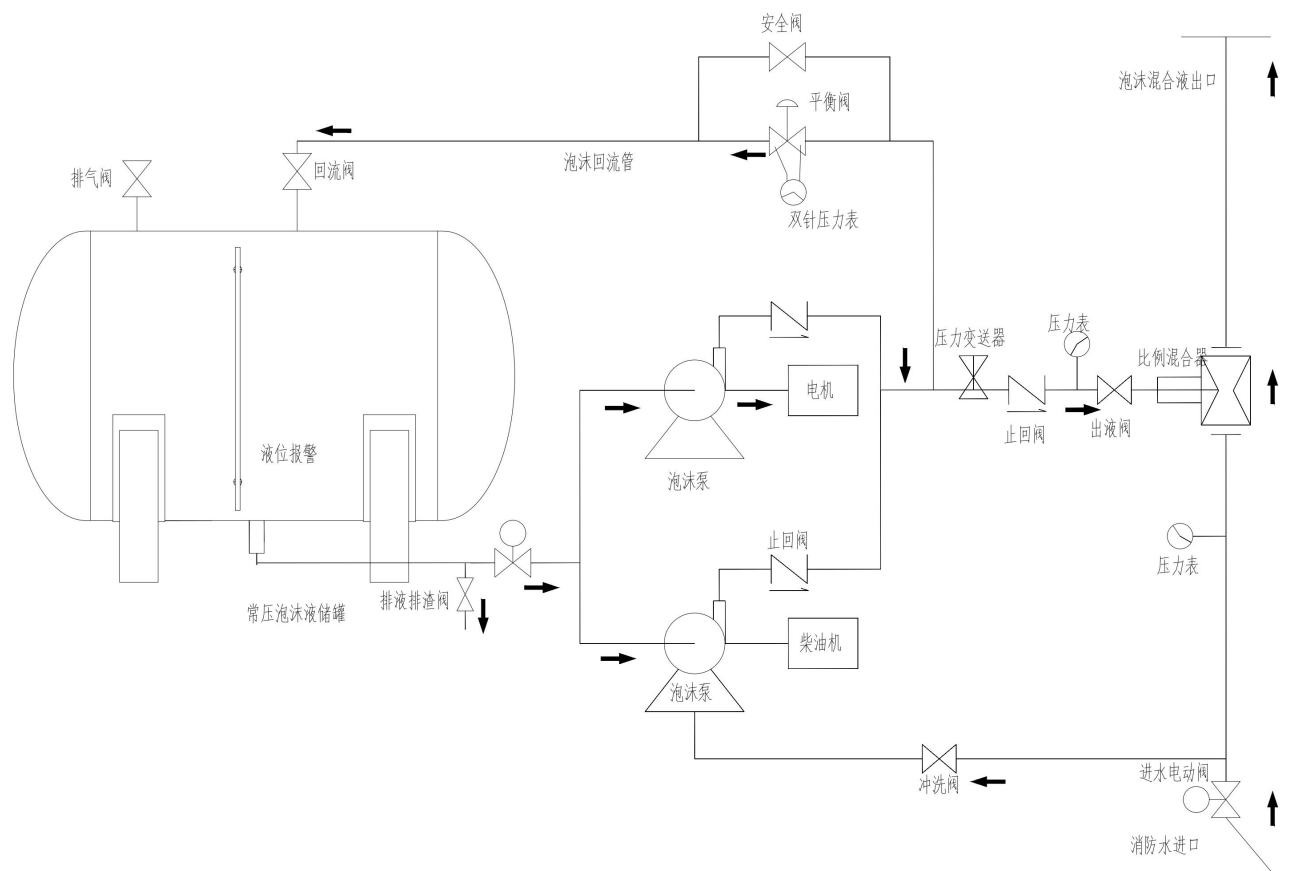 安全阀
泡沫混合液出口
平衡阀
泡沫回流管
回流阀
排气阀
双针压力表
压力表
压力变送器
比例混合器
电机
止回阀
出液阀
液位报警
泡沫泵
止回阀
压力表
排液排渣阀
常压泡沫液储罐
柴油机
泡沫泵
进水电动阀
冲洗阀
消防水进口